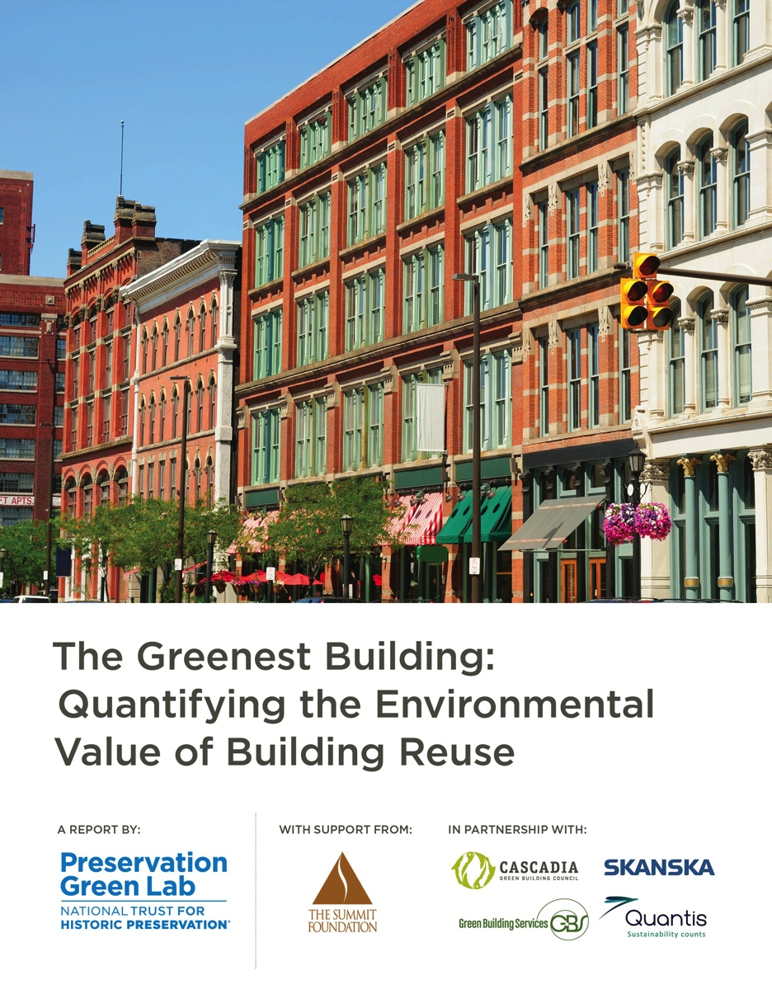 FT APTS.
The Greenest Building:
Quantifying the Environmental
Value of Building Reuse
A REPORT BY:
Preservation
Green Lab
NATIONAL TRUST FOR
HISTORIC PRESERVATION®
WITH SUPPORT FROM:
THE SUMMIT
FOUNDATION
IN PARTNERSHIP WITH:
CASCADIA
GREEN BUILDING COUNCIL
SKANSKA
Green Building Services GBS
Quantis
Sustainability counts